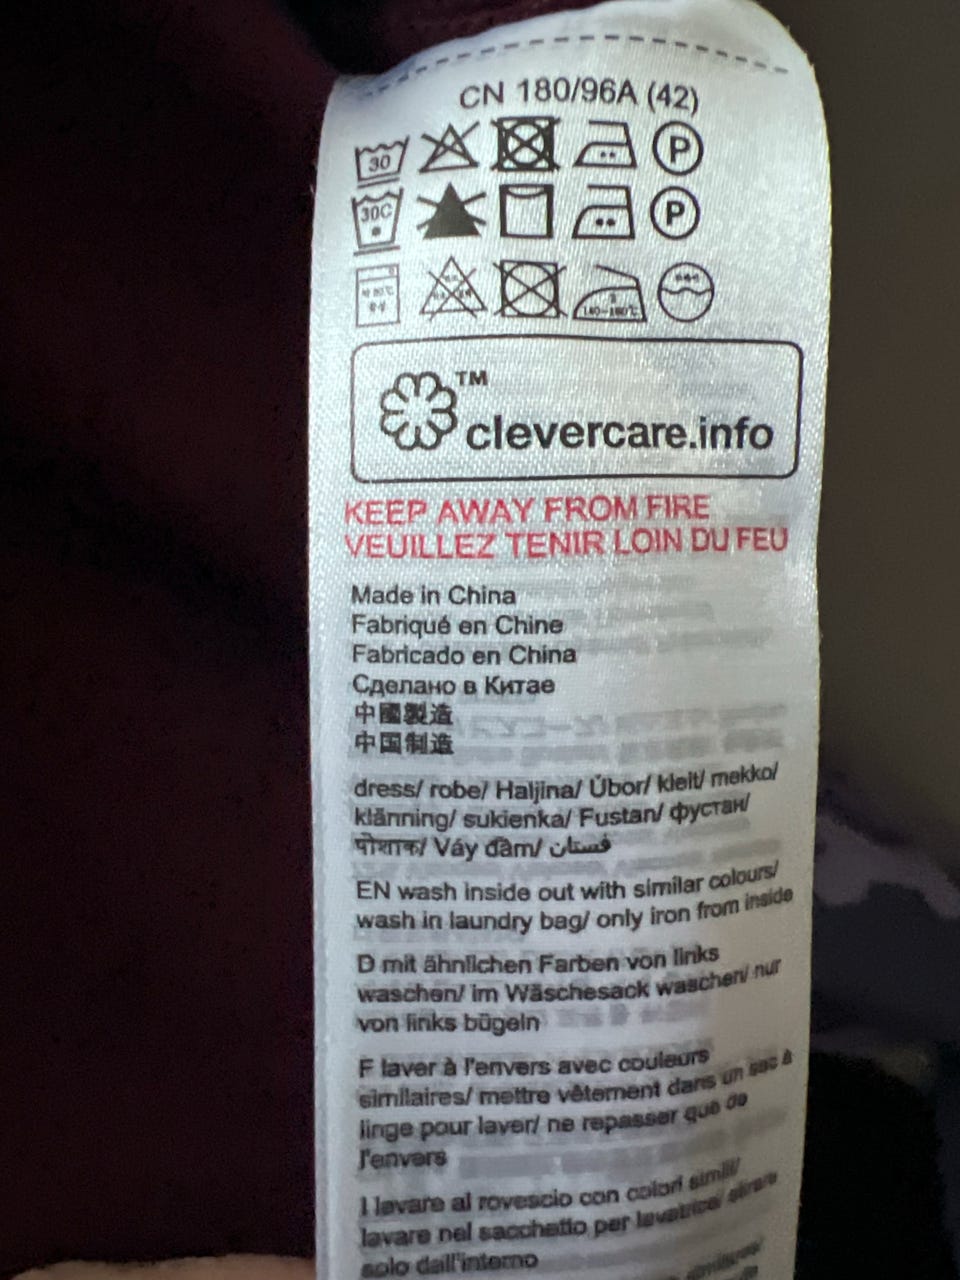 CN 180/96A (42)
30
P
30C
P
TM
clevercare.info
KEEP AWAY FROM FIRE
VEUILLEZ TENIR LOIN DU FEU
Made in China
Fabriqué en Chine
Fabricado en China
Сделано в Китае
中國製造
中国制造
dress/ robe/ Haljina/ Úbor/ kleit/ mekko/
klänning/ sukienka/ Fustan/ фустан/
पोशाक/ Váy đầm/ فستان
EN wash inside out with similar colours/
wash in laundry bag/ only iron from inside
D mit ähnlichen Farben von links
waschen/ im Wäschesack waschen/ nur
von links bügeln
F laver à l'envers avec couleurs
similaires/ mettre vêtement dans un sac à
linge pour laver/ ne repasser que de
l'envers
I lavare al rovescio con colori simili/
lavare nel sacchetto per lavatrice/ stirare
solo dall'interno